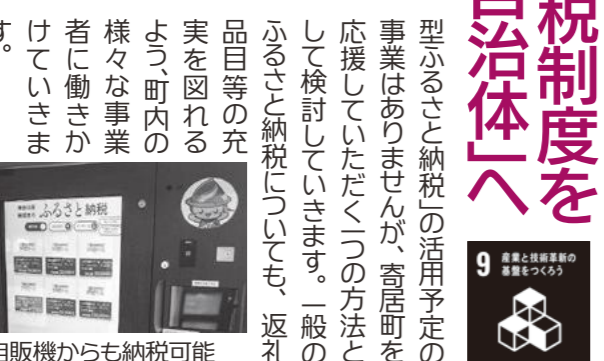 税制度を
自治体」へ
9 産業と技術革新の
基盤をつくろう
型ふるさと納税」の活用予定の
事業はありませんが、寄居町を
応援していただく一つの方法と
して検討していきます。一般の
ふるさと納税についても、返礼
品目等の充
実を図れる
よう、町内の
様々な事業
者に働きか
けていきま
す。
ふるさと納税
自販機からも納税可能